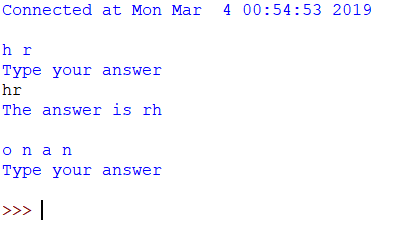 Connected at Mon Mar  4 00:54:53 2019
h r
Type your answer
hr
The answer is rh
o n a n
Type your answer
>>>